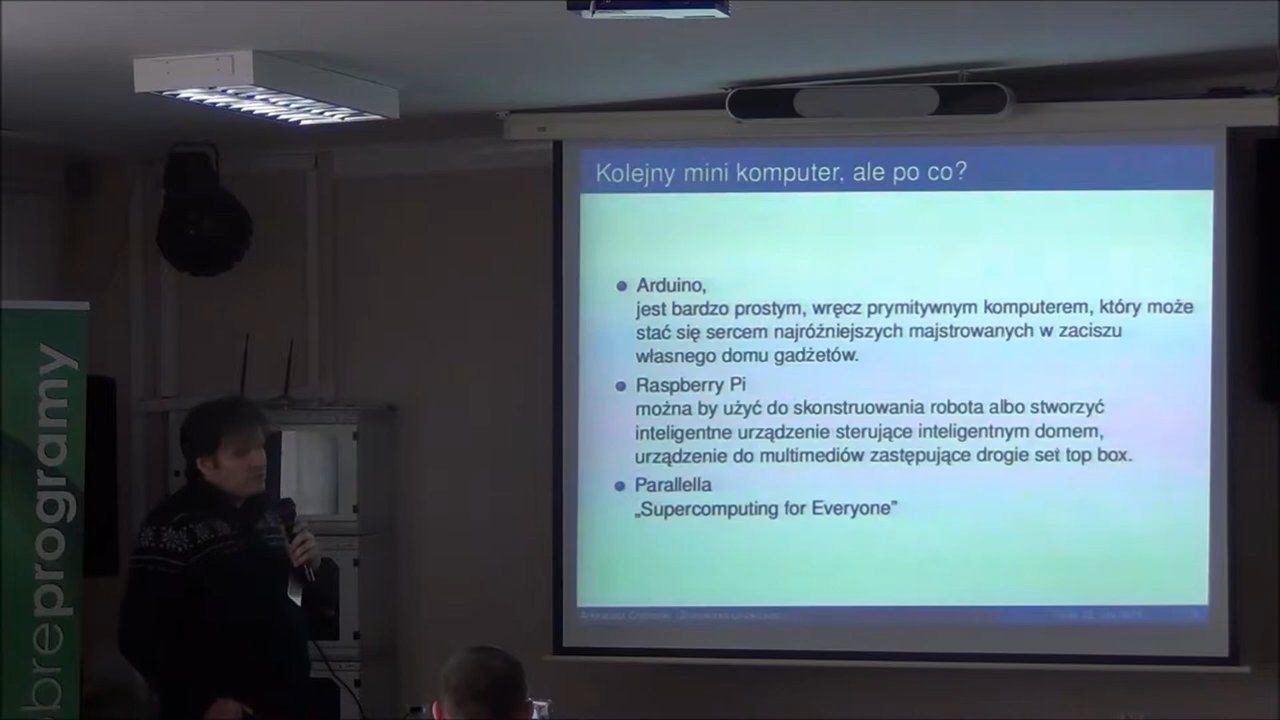 Kolejny mini komputer, ale po co?
Arduino,
jest bardzo prostym, wręcz prymitywnym komputerem, który może
stać się sercem najróżniejszych majstrowanych w zaciszu
własnego domu gadżetów.
Raspberry Pi
można by użyć do skonstruowania robota albo stworzyć
inteligentne urządzenie sterujące inteligentnym domem,
urządzenie do multimediów zastępujące drogie set top box.
Parallella
„Supercomputing for Everyone”
breprogramy